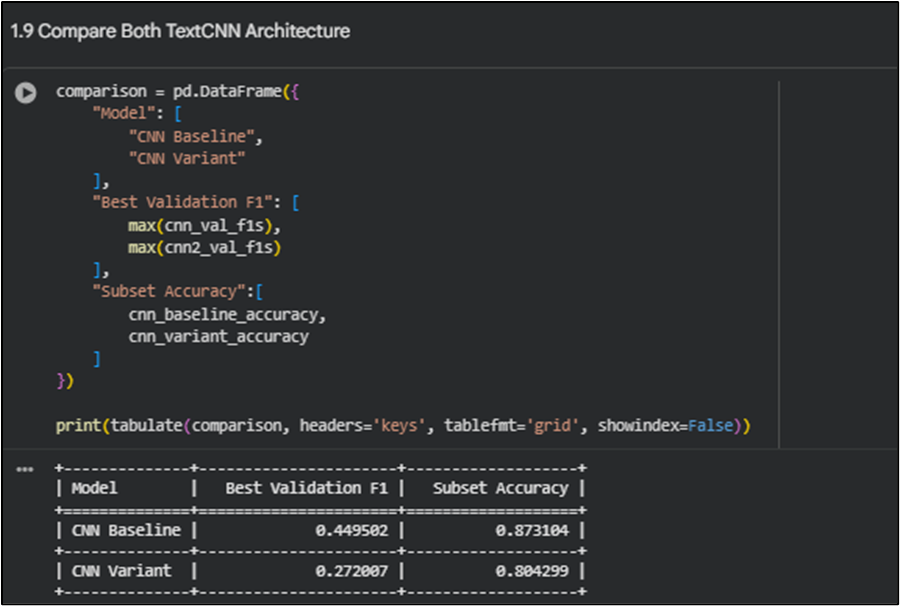 1.9 Compare Both TextCNN Architecture
comparison = pd.DataFrame({
    "Model": [
        "CNN Baseline",
        "CNN Variant"
    ],
    "Best Validation F1": [
        max(cnn_val_f1s),
        max(cnn2_val_f1s)
    ],
    "Subset Accuracy":[
        cnn_baseline_accuracy,
        cnn_variant_accuracy
    ]
})
print(tabulate(comparison, headers='keys', tablefmt='grid', showindex=False))
+--------------+----------------------+-------------------+
| Model        |   Best Validation F1 |   Subset Accuracy |
+==============+======================+===================+
| CNN Baseline |             0.449502 |          0.873104 |
+--------------+----------------------+-------------------+
| CNN Variant  |             0.272007 |          0.804299 |
+--------------+----------------------+-------------------+